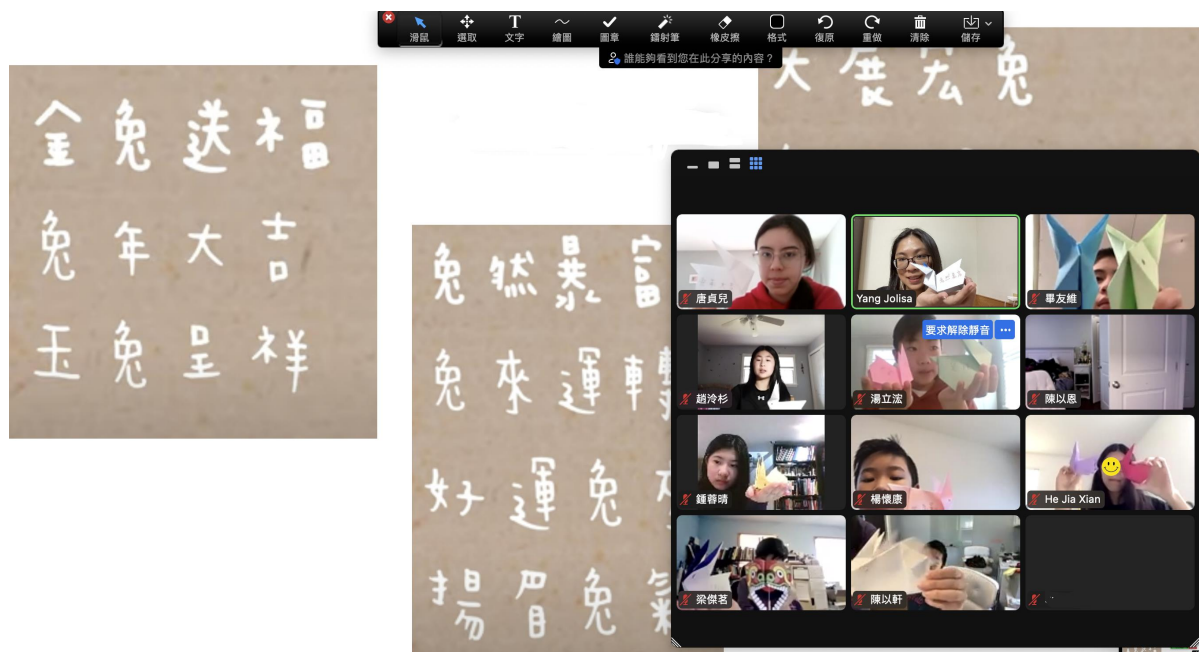 滑鼠 選取 文字 繪圖 圖章 鐳射筆 橡皮擦 格式 復原 重做 清除 儲存
誰能夠看到您在此分享的內容？
金兔送福
兔年大吉
玉兔呈祥
大展宏兔
兔然暴富
兔來運轉
好運兔
揚眉兔氣
唐貞兒
Yang Jolisa
畢友維
趙泠杉
要求解除靜音
湯立浤
陳以恩
鍾蕣晴
楊懷康
He Jia Xian
梁傑茗
陳以軒